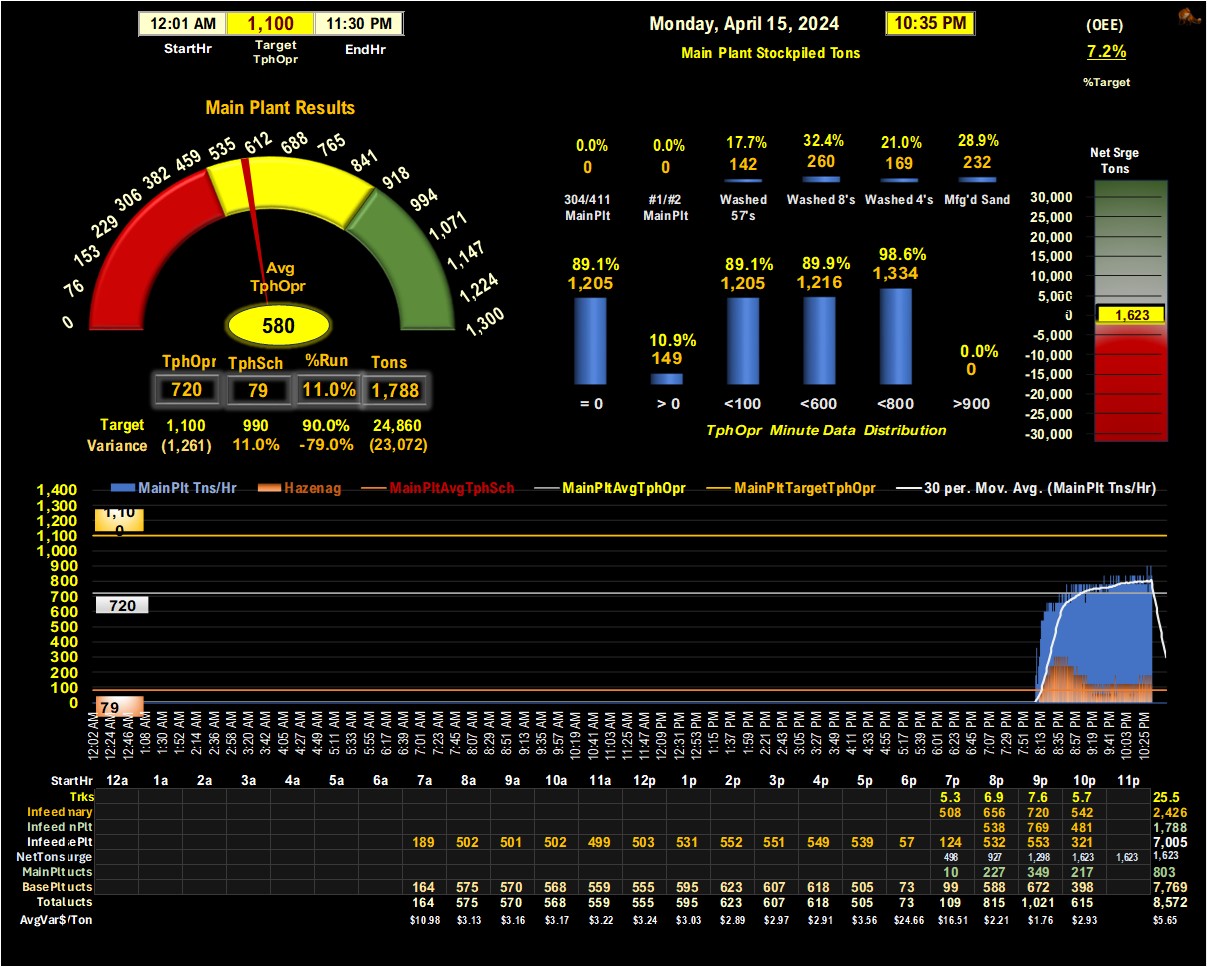 12:01 AM 1,100 11:30 PM
StartHr Target TphOpr EndHr
Monday, April 15, 2024 10:35 PM
Main Plant Stockpiled Tons
(OEE)
7.2%
%Target
Main Plant Results
0 76 153 229 306 382 459 535 612 688 765 841 918 994 1,071 1,147 1,224 1,300
Avg
TphOpr
580
TphOpr TphSch %Run Tons
720 79 11.0% 1,788
Target 1,100 990 90.0% 24,860
Variance (1,261) 11.0% -79.0% (23,072)
0.0% 0.0% 17.7% 32.4% 21.0% 28.9%
0 0 142 260 169 232
304/411 #1/#2 Washed Washed 8's Washed 4's Mfg'd Sand
MainPlt MainPlt 57's
89.1% 10.9% 89.1% 89.9% 98.6% 0.0%
1,205 149 1,205 1,216 1,334 0
= 0 > 0 <100 <600 <800 >900
TphOpr Minute Data Distribution
Net Srge
Tons
30,000
25,000
20,000
15,000
10,000
5,000
0 1,623
-5,000
-10,000
-15,000
-20,000
-25,000
-30,000
MainPlt Tns/Hr Hazenag MainPltAvgTphSch MainPltAvgTphOpr MainPltTargetTphOpr 30 per. Mov. Avg. (MainPlt Tns/Hr)
1,400
1,300
1,200
1,100
1,000
900
800
700
600
500
400
300
200
100
0
1,100
720
79
12:02 AM 12:24 AM 12:46 AM 1:08 AM 1:30 AM 1:52 AM 2:14 AM 2:36 AM 2:58 AM 3:20 AM 3:42 AM 4:05 AM 4:27 AM 4:49 AM 5:11 AM 5:33 AM 5:55 AM 6:17 AM 6:39 AM 7:01 AM 7:23 AM 7:45 AM 8:07 AM 8:29 AM 8:51 AM 9:13 AM 9:35 AM 9:57 AM 10:19 AM 10:41 AM 11:03 AM 11:25 AM 11:47 AM 12:09 PM 12:31 PM 12:53 PM 1:15 PM 1:37 PM 1:59 PM 2:21 PM 2:43 PM 3:05 PM 3:27 PM 3:49 PM 4:11 PM 4:33 PM 4:55 PM 5:17 PM 5:39 PM 6:01 PM 6:23 PM 6:45 PM 7:07 PM 7:29 PM 7:51 PM 8:13 PM 8:35 PM 8:57 PM 9:19 PM 9:41 PM 10:03 PM 10:25 PM
StartHr 12a 1a 2a 3a 4a 5a 6a 7a 8a 9a 10a 11a 12p 1p 2p 3p 4p 5p 6p 7p 8p 9p 10p 11p
Trks 5.3 6.9 7.6 5.7 25.5
Infeed mary 508 656 720 542 2,426
Infeed nPlt 538 769 481 1,788
Infeed ePlt 189 502 501 502 499 503 531 552 551 549 539 57 124 532 553 321 7,005
NetTons urge 498 927 1,298 1,623 1,623 1,623
MainPlt ucts 10 227 349 217 803
BasePlt ucts 164 575 570 568 559 555 595 623 607 618 505 73 99 588 672 398 7,769
Total ucts 164 575 570 568 559 555 595 623 607 618 505 73 109 815 1,021 615 8,572
AvgVar$/Ton $10.98 $3.13 $3.16 $3.17 $3.22 $3.24 $3.03 $2.89 $2.97 $2.91 $3.56 $24.66 $16.51 $2.21 $1.76 $2.93 $5.65